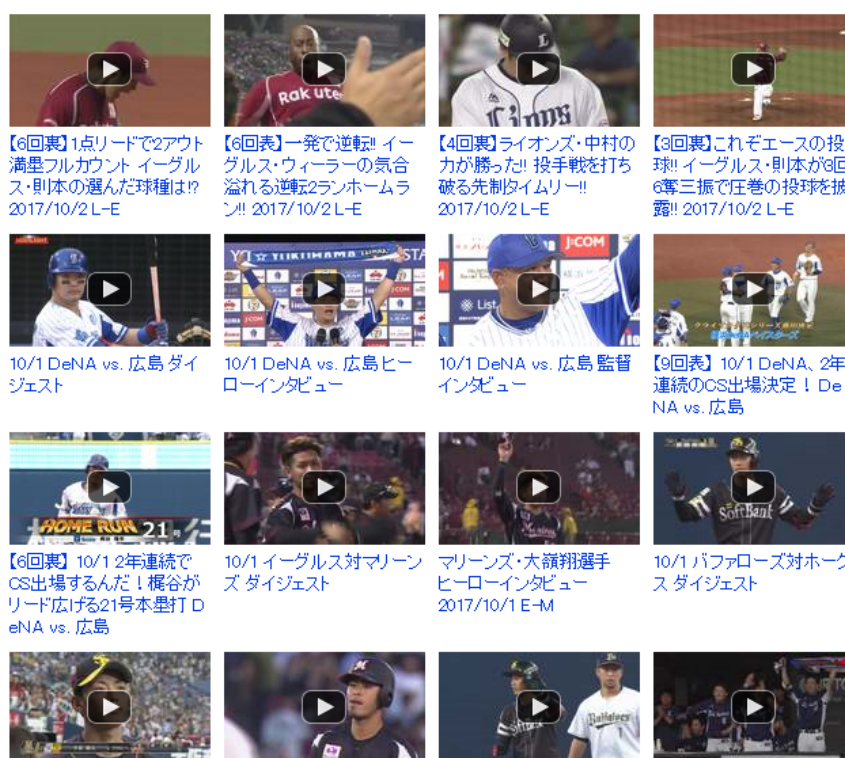 Rakuten
Lions
【6回裏】1点リードで2アウト
満塁フルカウント イーグル
ス・則本の選んだ球種は!?
2017/10/2 L-E
【6回表】一発で逆転!! イー
グルス・ウィーラーの気合
溢れる逆転2ランホームラ
ン!! 2017/10/2 L-E
【4回裏】ライオンズ・中村の
力が勝った!! 投手戦を打ち
破る先制タイムリー!!
2017/10/2 L-E
【3回裏】これぞエースの投
球!! イーグルス・則本が3回
6奪三振で圧巻の投球を披
露!! 2017/10/2 L-E
HIGHLIGHT
YOKOHAMA
J:COM
List
10/1 DeNA vs. 広島 ダイ
ジェスト
10/1 DeNA vs. 広島 ヒー
ローインタビュー
10/1 DeNA vs. 広島 監督
インタビュー
【9回表】 10/1 DeNA、2年
連続のCS出場決定！ De
NA vs. 広島
HOME RUN 21号
SoftBank
【6回裏】 10/1 2年連続で
CS出場するんだ！梶谷が
リード広げる21号本塁打 D
eNA vs. 広島
10/1 イーグルス対マリーン
ズ ダイジェスト
マリーンズ・大嶺翔選手
ヒーローインタビュー
2017/10/1 E-M
10/1 バファローズ対ホーク
ス ダイジェスト
Buffaloes